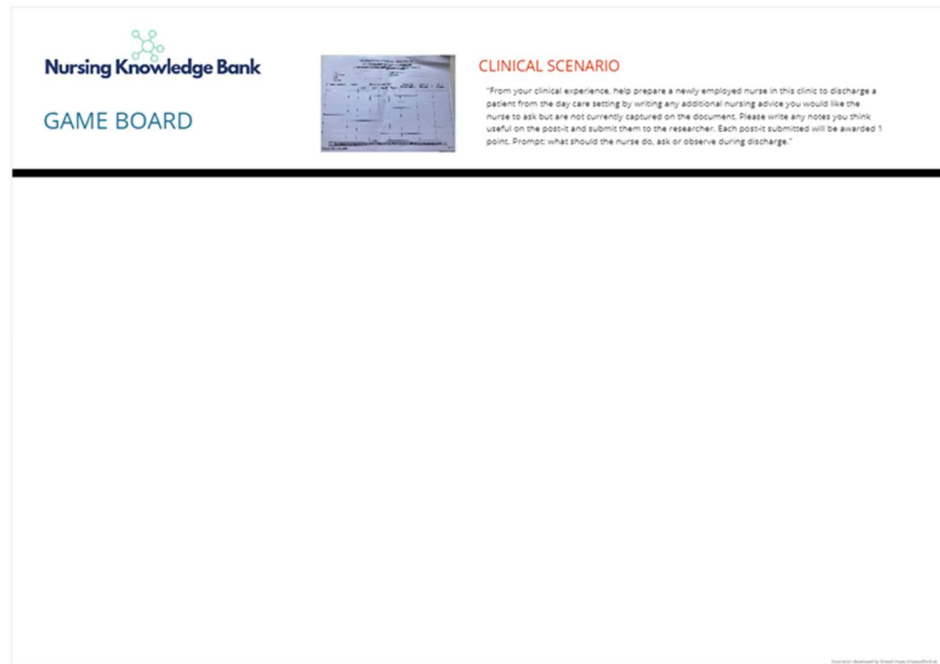 Nursing Knowledge Bank
GAME BOARD
CLINICAL SCENARIO
"From your clinical experience, help prepare a newly employed nurse in this clinic to discharge a
patient from the day care setting by writing any additional nursing advice you would like the
nurse to ask but are not currently captured on the document. Please write any notes you think
useful on the post-it and submit them to the researcher. Each post-it submitted will be awarded 1
point. Prompt: what should the nurse do, ask or observe during discharge."
Illustration developed by